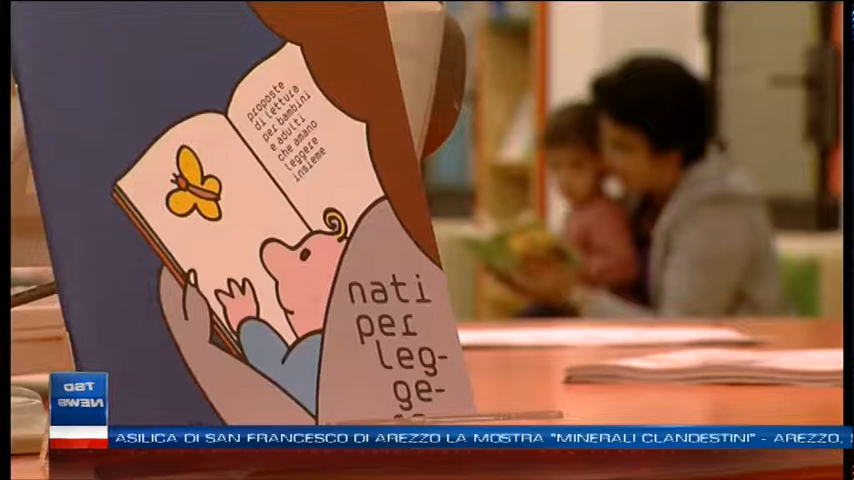 proposte
di lettura
per bambini
e adulti
che amano
leggere
insieme
nati
per
leg-
ge-
TSD
NEWS
ASILICA DI SAN FRANCESCO DI AREZZO LA MOSTRA "MINERALI CLANDESTINI" - AREZZO,